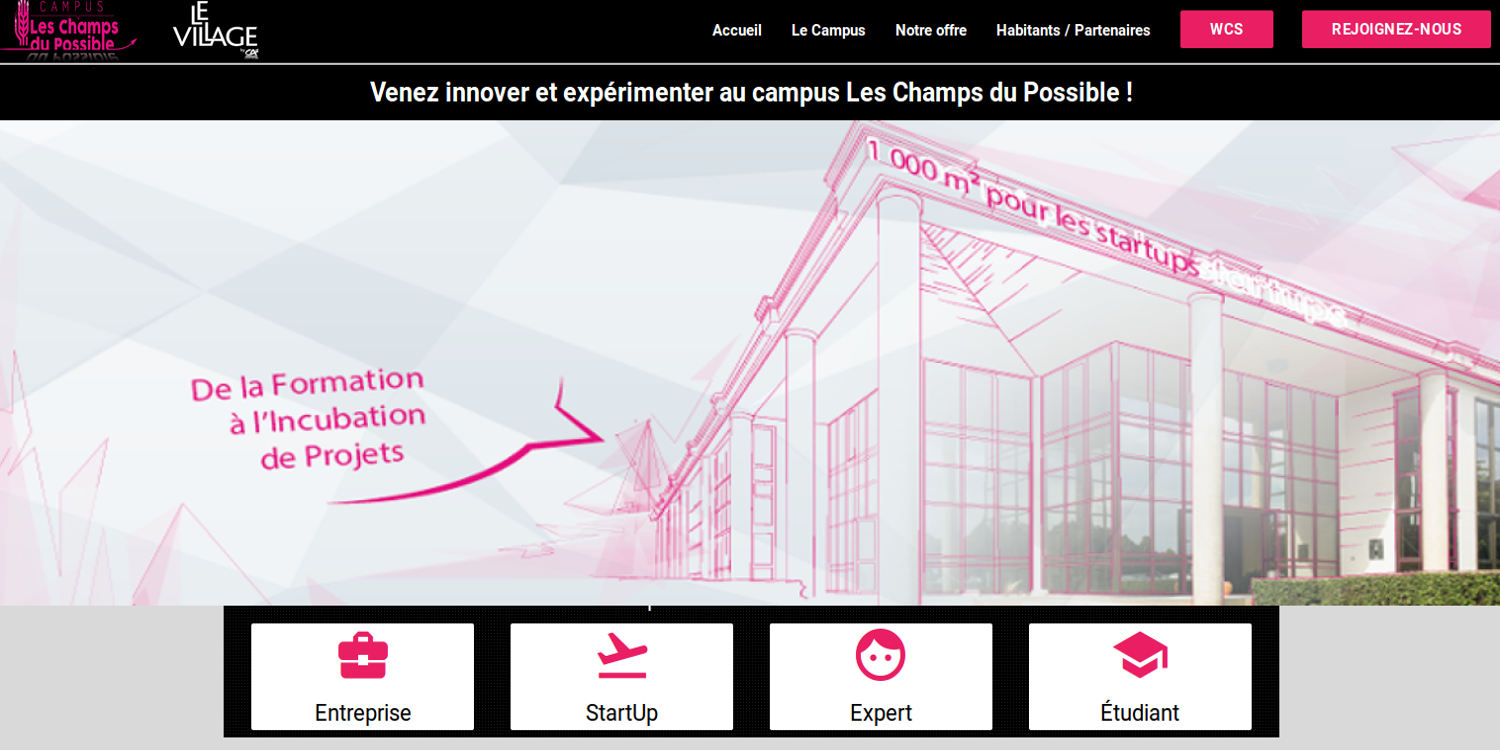 CAMPUS
Les Champs
du Possible
LE
VILLAGE
by CA
Accueil
Le Campus
Notre offre
Habitants / Partenaires
WCS
REJOIGNEZ-NOUS
Venez innover et expérimenter au campus Les Champs du Possible !
1 000 m² pour les startups startups
De la Formation
à l'Incubation
de Projets
Entreprise
StartUp
Expert
Étudiant